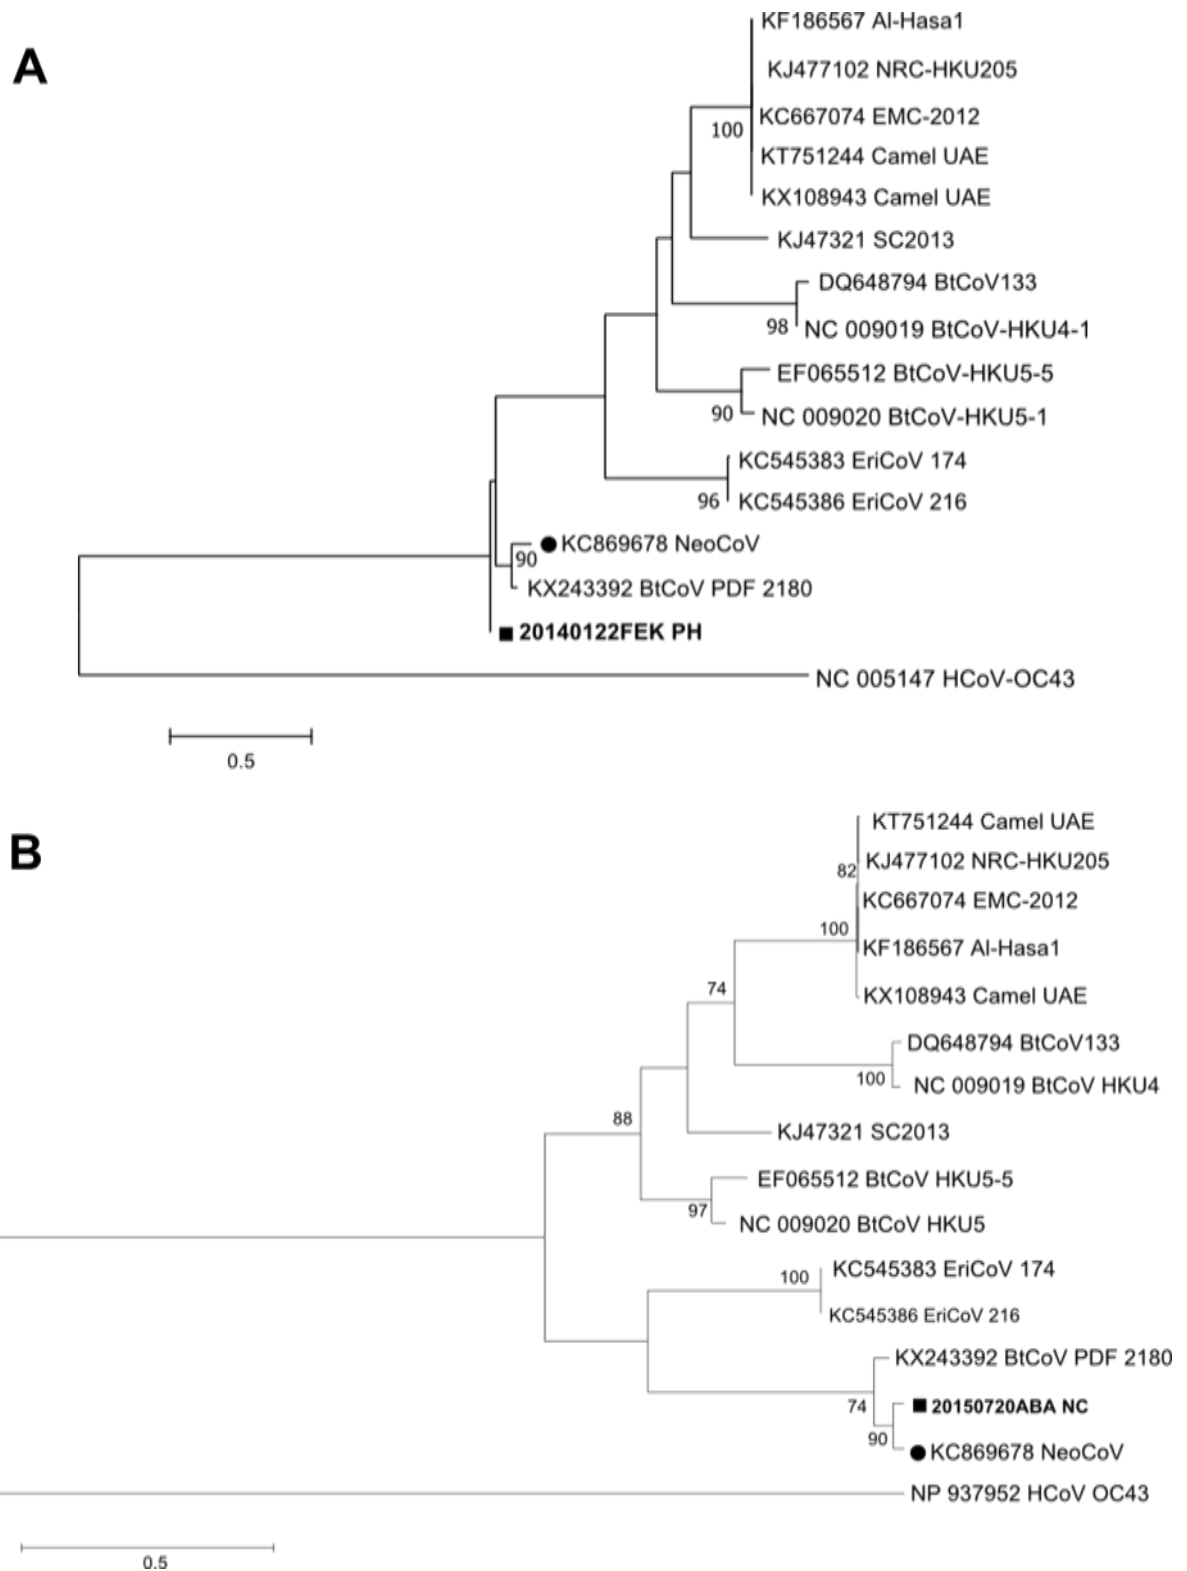 A
KF186567 Al-Hasa1
KJ477102 NRC-HKU205
KC667074 EMC-2012
100
KT751244 Camel UAE
KX108943 Camel UAE
KJ47321 SC2013
DQ648794 BtCoV133
98
NC 009019 BtCoV-HKU4-1
EF065512 BtCoV-HKU5-5
90
NC 009020 BtCoV-HKU5-1
KC545383 EriCoV 174
96
KC545386 EriCoV 216
KC869678 NeoCoV
90
KX243392 BtCoV PDF 2180
20140122FEK PH
NC 005147 HCoV-OC43
0.5
B
KT751244 Camel UAE
82
KJ477102 NRC-HKU205
KC667074 EMC-2012
100
KF186567 Al-Hasa1
KX108943 Camel UAE
74
DQ648794 BtCoV133
100
NC 009019 BtCoV HKU4
88
KJ47321 SC2013
EF065512 BtCoV HKU5-5
97
NC 009020 BtCoV HKU5
100
KC545383 EriCoV 174
KC545386 EriCoV 216
KX243392 BtCoV PDF 2180
74
20150720ABA NC
90
KC869678 NeoCoV
NP 937952 HCoV OC43
0.5